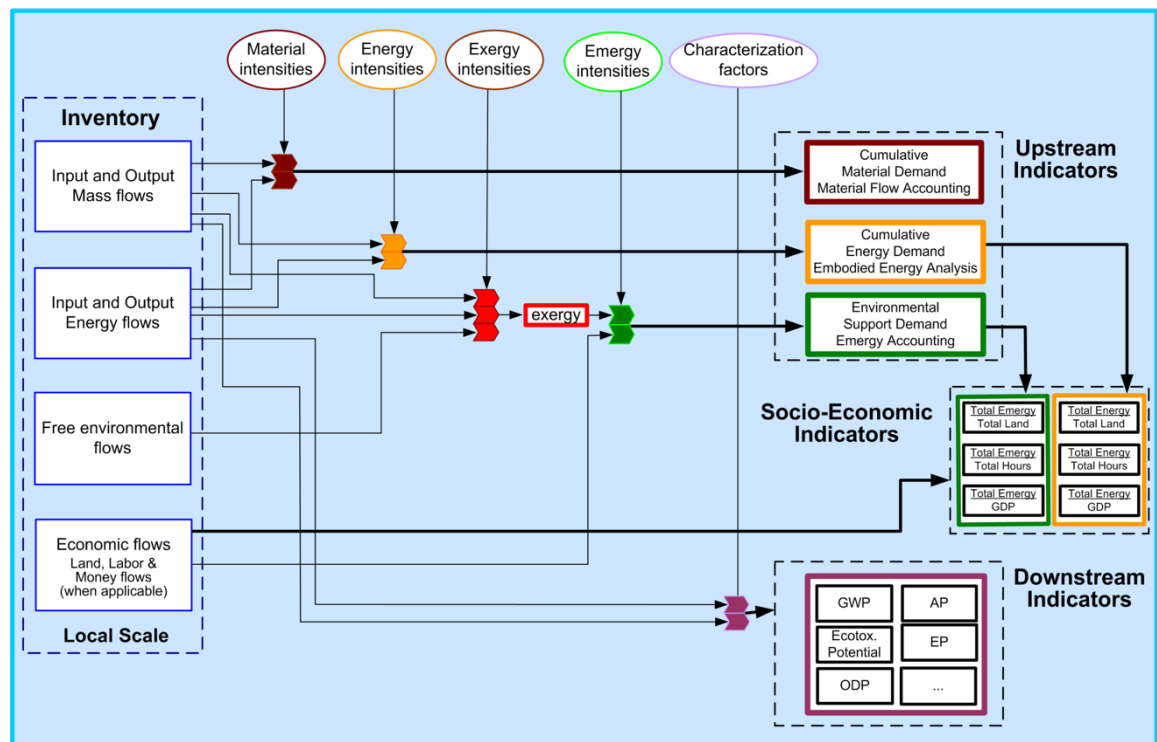 Material
intensities
Energy
intensities
Exergy
intensities
Emergy
intensities
Characterization
factors
Inventory
Input and Output
Mass flows
Input and Output
Energy flows
Free environmental
flows
Economic flows
Land, Labor &
Money flows
(when applicable)
Local Scale
exergy
Upstream
Indicators
Cumulative
Material Demand
Material Flow Accounting
Cumulative
Energy Demand
Embodied Energy Analysis
Environmental
Support Demand
Emergy Accounting
Socio-Economic
Indicators
Total Emergy
Total Land
Total Emergy
Total Hours
Total Emergy
GDP
Total Energy
Total Land
Total Energy
Total Hours
Total Energy
GDP
Downstream
Indicators
GWP
AP
Ecotox.
Potential
EP
ODP
...